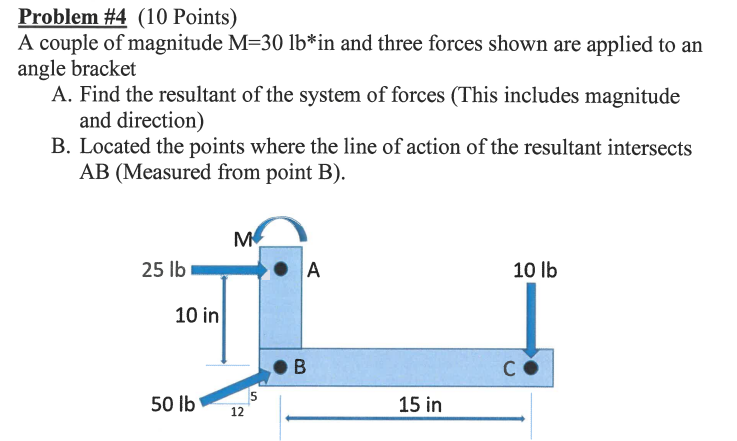 Problem #4 (10 Points)
A couple of magnitude M=30 lb*in and three forces shown are applied to an
angle bracket
A. Find the resultant of the system of forces (This includes magnitude
and direction)
B. Located the points where the line of action of the resultant intersects
AB (Measured from point B).
M
25 lb
A
10 lb
10 in
B
C
50 lb
5
12
15 in